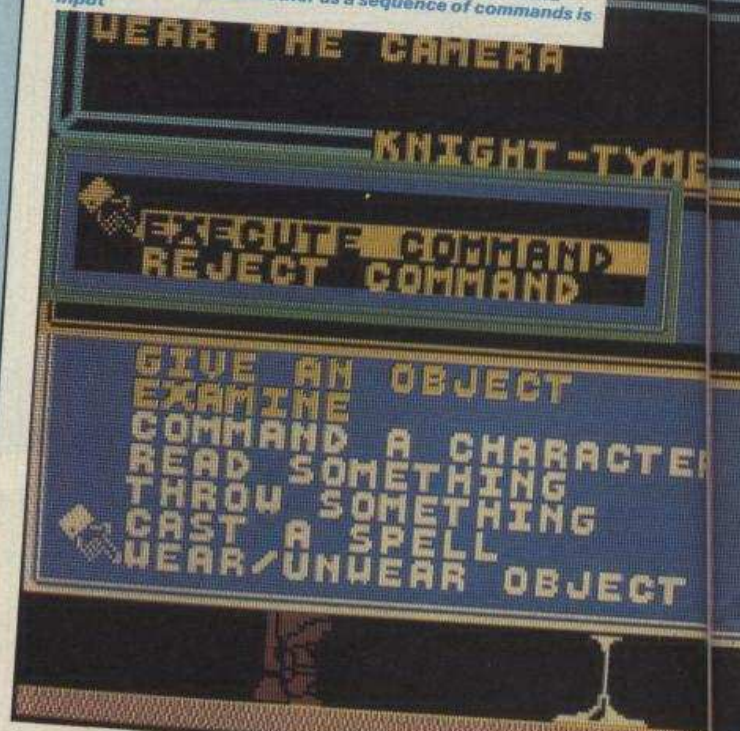 as a sequence of commands is
input
WEAR THE CAMERA
KNIGHT-TYME
EXECUTE COMMAND
REJECT COMMAND
GIVE AN OBJECT
EXAMINE
COMMAND A CHARACTER
READ SOMETHING
THROW SOMETHING
CAST A SPELL
WEAR/UNWEAR OBJECT